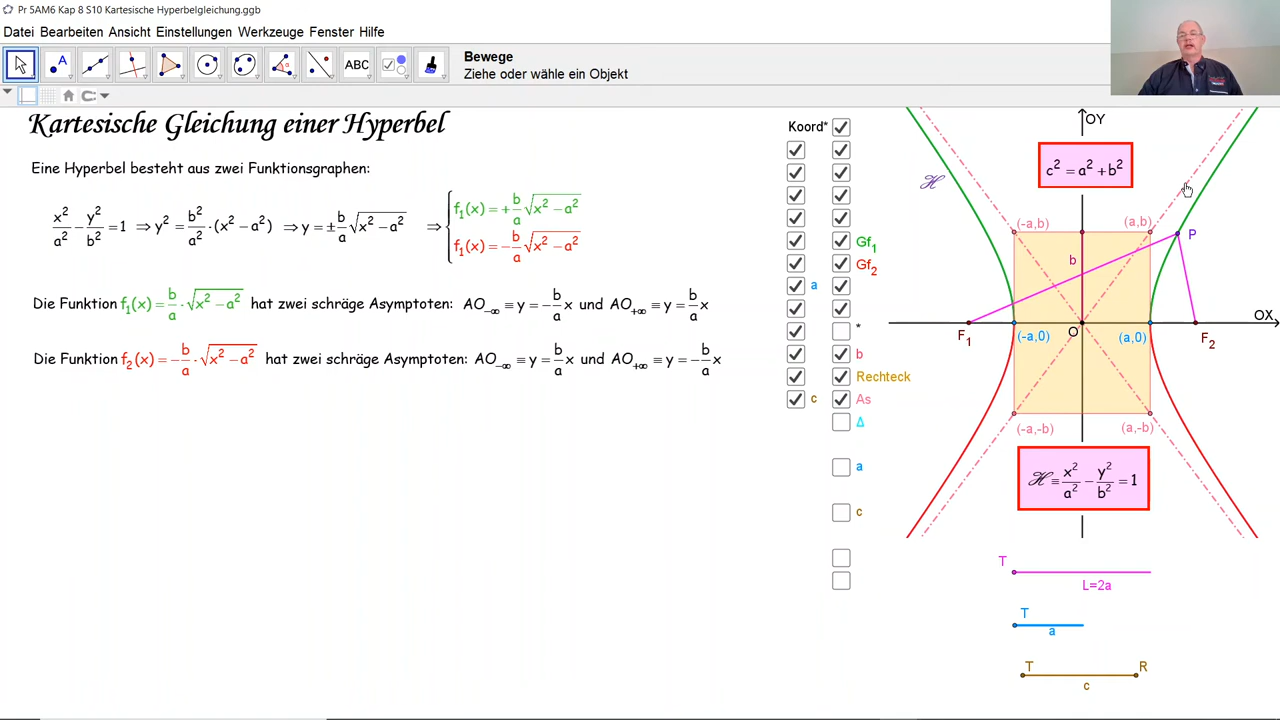 Pr 5AM6 Kap 8 S10 Kartesische Hyperbelgleichung.ggb
Datei Bearbeiten Ansicht Einstellungen Werkzeuge Fenster Hilfe
A
ABC
Bewege
Ziehe oder wähle ein Objekt
Kartesische Gleichung einer Hyperbel
Eine Hyperbel besteht aus zwei Funktionsgraphen:
x²/a² − y²/b² = 1 ⇒ y² = b²/a² · (x² − a²) ⇒ y = ± b/a √(x² − a²) ⇒ {
f₁(x) = + b/a √(x² − a²)
f₁(x) = − b/a √(x² − a²)
Die Funktion f₁(x) = b/a · √(x² − a²) hat zwei schräge Asymptoten: AO₋∞ ≡ y = − b/a x und AO₊∞ ≡ y = b/a x
Die Funktion f₂(x) = − b/a · √(x² − a²) hat zwei schräge Asymptoten: AO₋∞ ≡ y = b/a x und AO₊∞ ≡ y = − b/a x
Koord*
Gf₁
Gf₂
a
*
b
Rechteck
c As
Δ
a
c
OY
c² = a² + b²
ℋ
(-a,b) (a,b)
P
b
OX
F₁ (-a,0) O (a,0) F₂
(-a,-b) (a,-b)
ℋ ≡ x²/a² − y²/b² = 1
T
L=2a
T
a
T R
c